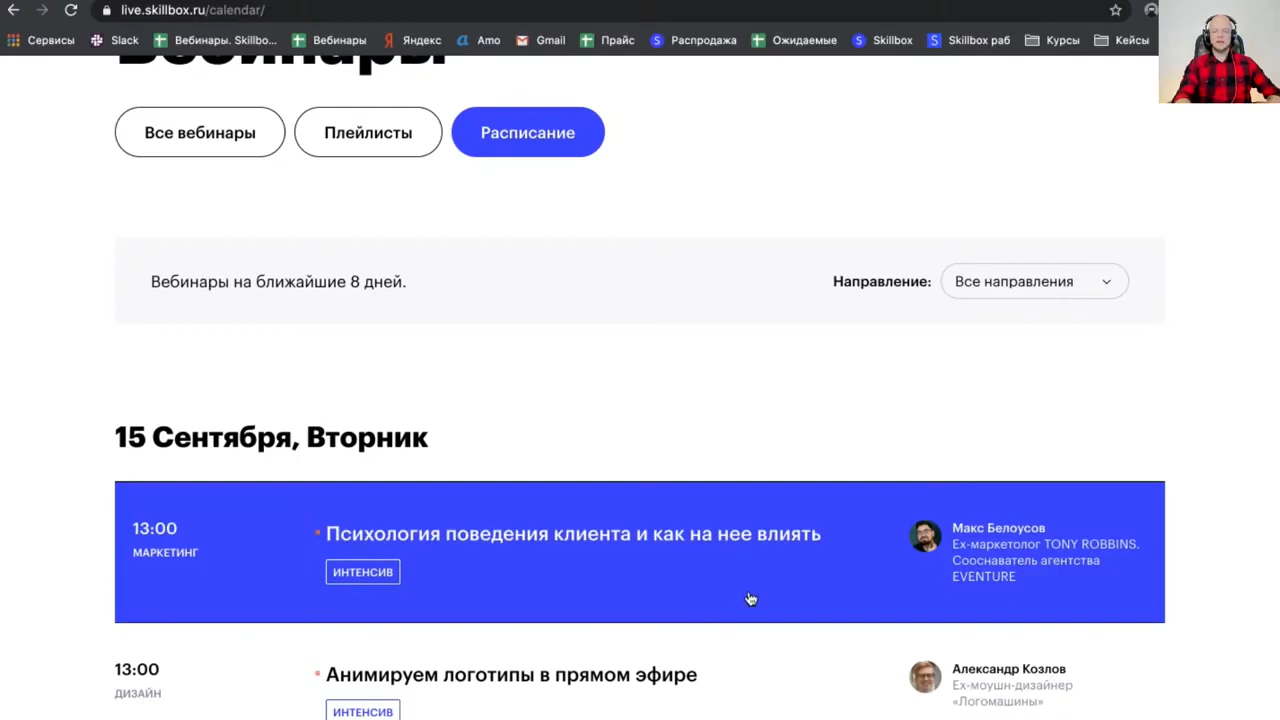 live.skillbox.ru/calendar/
Сервисы Slack Вебинары. Skillbo... Вебинары Яндекс Amo Gmail Прайс Распродажа Ожидаемые Skillbox Skillbox раб Курсы Кейсы
Вебинары
Все вебинары Плейлисты Расписание
Вебинары на ближайшие 8 дней. Направление: Все направления
15 Сентября, Вторник
13:00
МАРКЕТИНГ
Психология поведения клиента и как на нее влиять
ИНТЕНСИВ
Макс Белоусов
Ex-маркетолог TONY ROBBINS.
Сооснаватель агентства
EVENTURE
13:00
ДИЗАЙН
Анимируем логотипы в прямом эфире
ИНТЕНСИВ
Александр Козлов
Ех-моушн-дизайнер
«Логомашины»